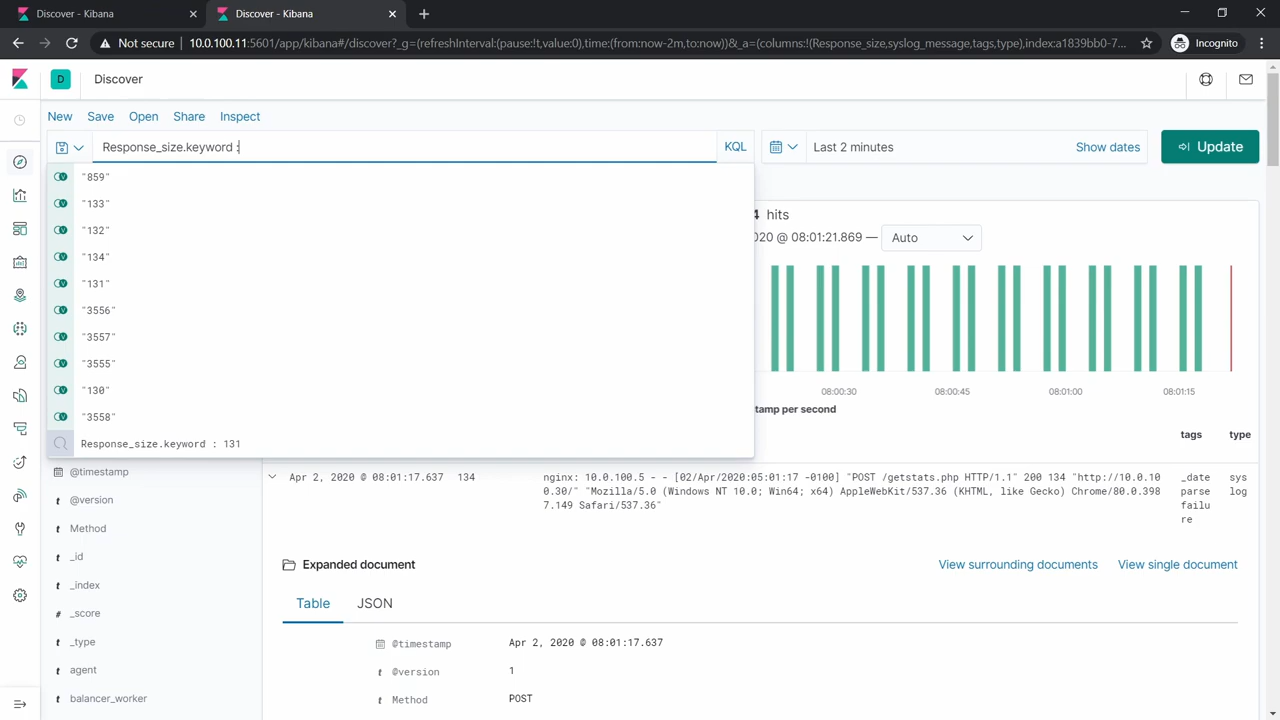 Discover - Kibana
Discover - Kibana
Not secure 10.0.100.11:5601/app/kibana#/discover?_g=(refreshInterval:(pause:!t,value:0),time:(from:now-2m,to:now))&_a=(columns:!(Response_size,syslog_message,tags,type),index:a1839bb0-7...
Incognito
D
Discover
New Save Open Share Inspect
Response_size.keyword :
KQL
Last 2 minutes
Show dates
Update
"859"
"133"
"132"
"134"
"131"
"3556"
"3557"
"3555"
"130"
"3558"
Response_size.keyword : 131
4 hits
020 @ 08:01:21.869 —
Auto
08:00:30 08:00:45 08:01:00 08:01:15
tamp per second
tags type
@timestamp
@version
Method
_id
_index
_score
_type
agent
balancer_worker
Apr 2, 2020 @ 08:01:17.637 134
nginx: 10.0.100.5 - - [02/Apr/2020:05:01:17 -0100] "POST /getstats.php HTTP/1.1" 200 134 "http://10.0.10
0.30/" "Mozilla/5.0 (Windows NT 10.0; Win64; x64) AppleWebKit/537.36 (KHTML, like Gecko) Chrome/80.0.398
7.149 Safari/537.36"
_date
parse
failu
re
sys
log
Expanded document
View surrounding documents View single document
Table JSON
@timestamp Apr 2, 2020 @ 08:01:17.637
@version 1
Method POST